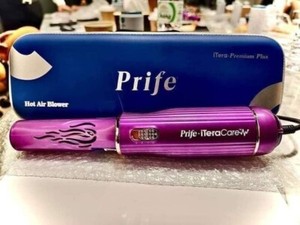 iTera-Premium Plus
Prife
Hot Air Blower
Prife-iTeraCare